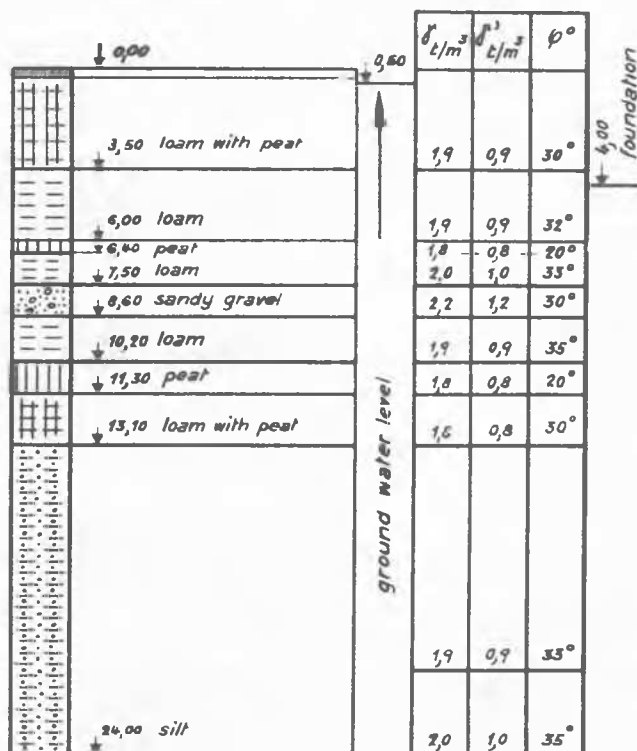 0,00
0,60
γ t/m³ γ' t/m³ φ°
4,00 foundation
3,50 loam with peat 1,9 0,9 30°
6,00 loam 1,9 0,9 32°
6,40 peat 1,8 0,8 20°
7,50 loam 2,0 1,0 33°
8,60 sandy gravel 2,2 1,2 30°
10,20 loam 1,9 0,9 35°
11,30 peat 1,8 0,8 20°
13,10 loam with peat 0,8 30°
ground water level
1,9 0,9 33°
24,00 silt 2,0 1,0 35°